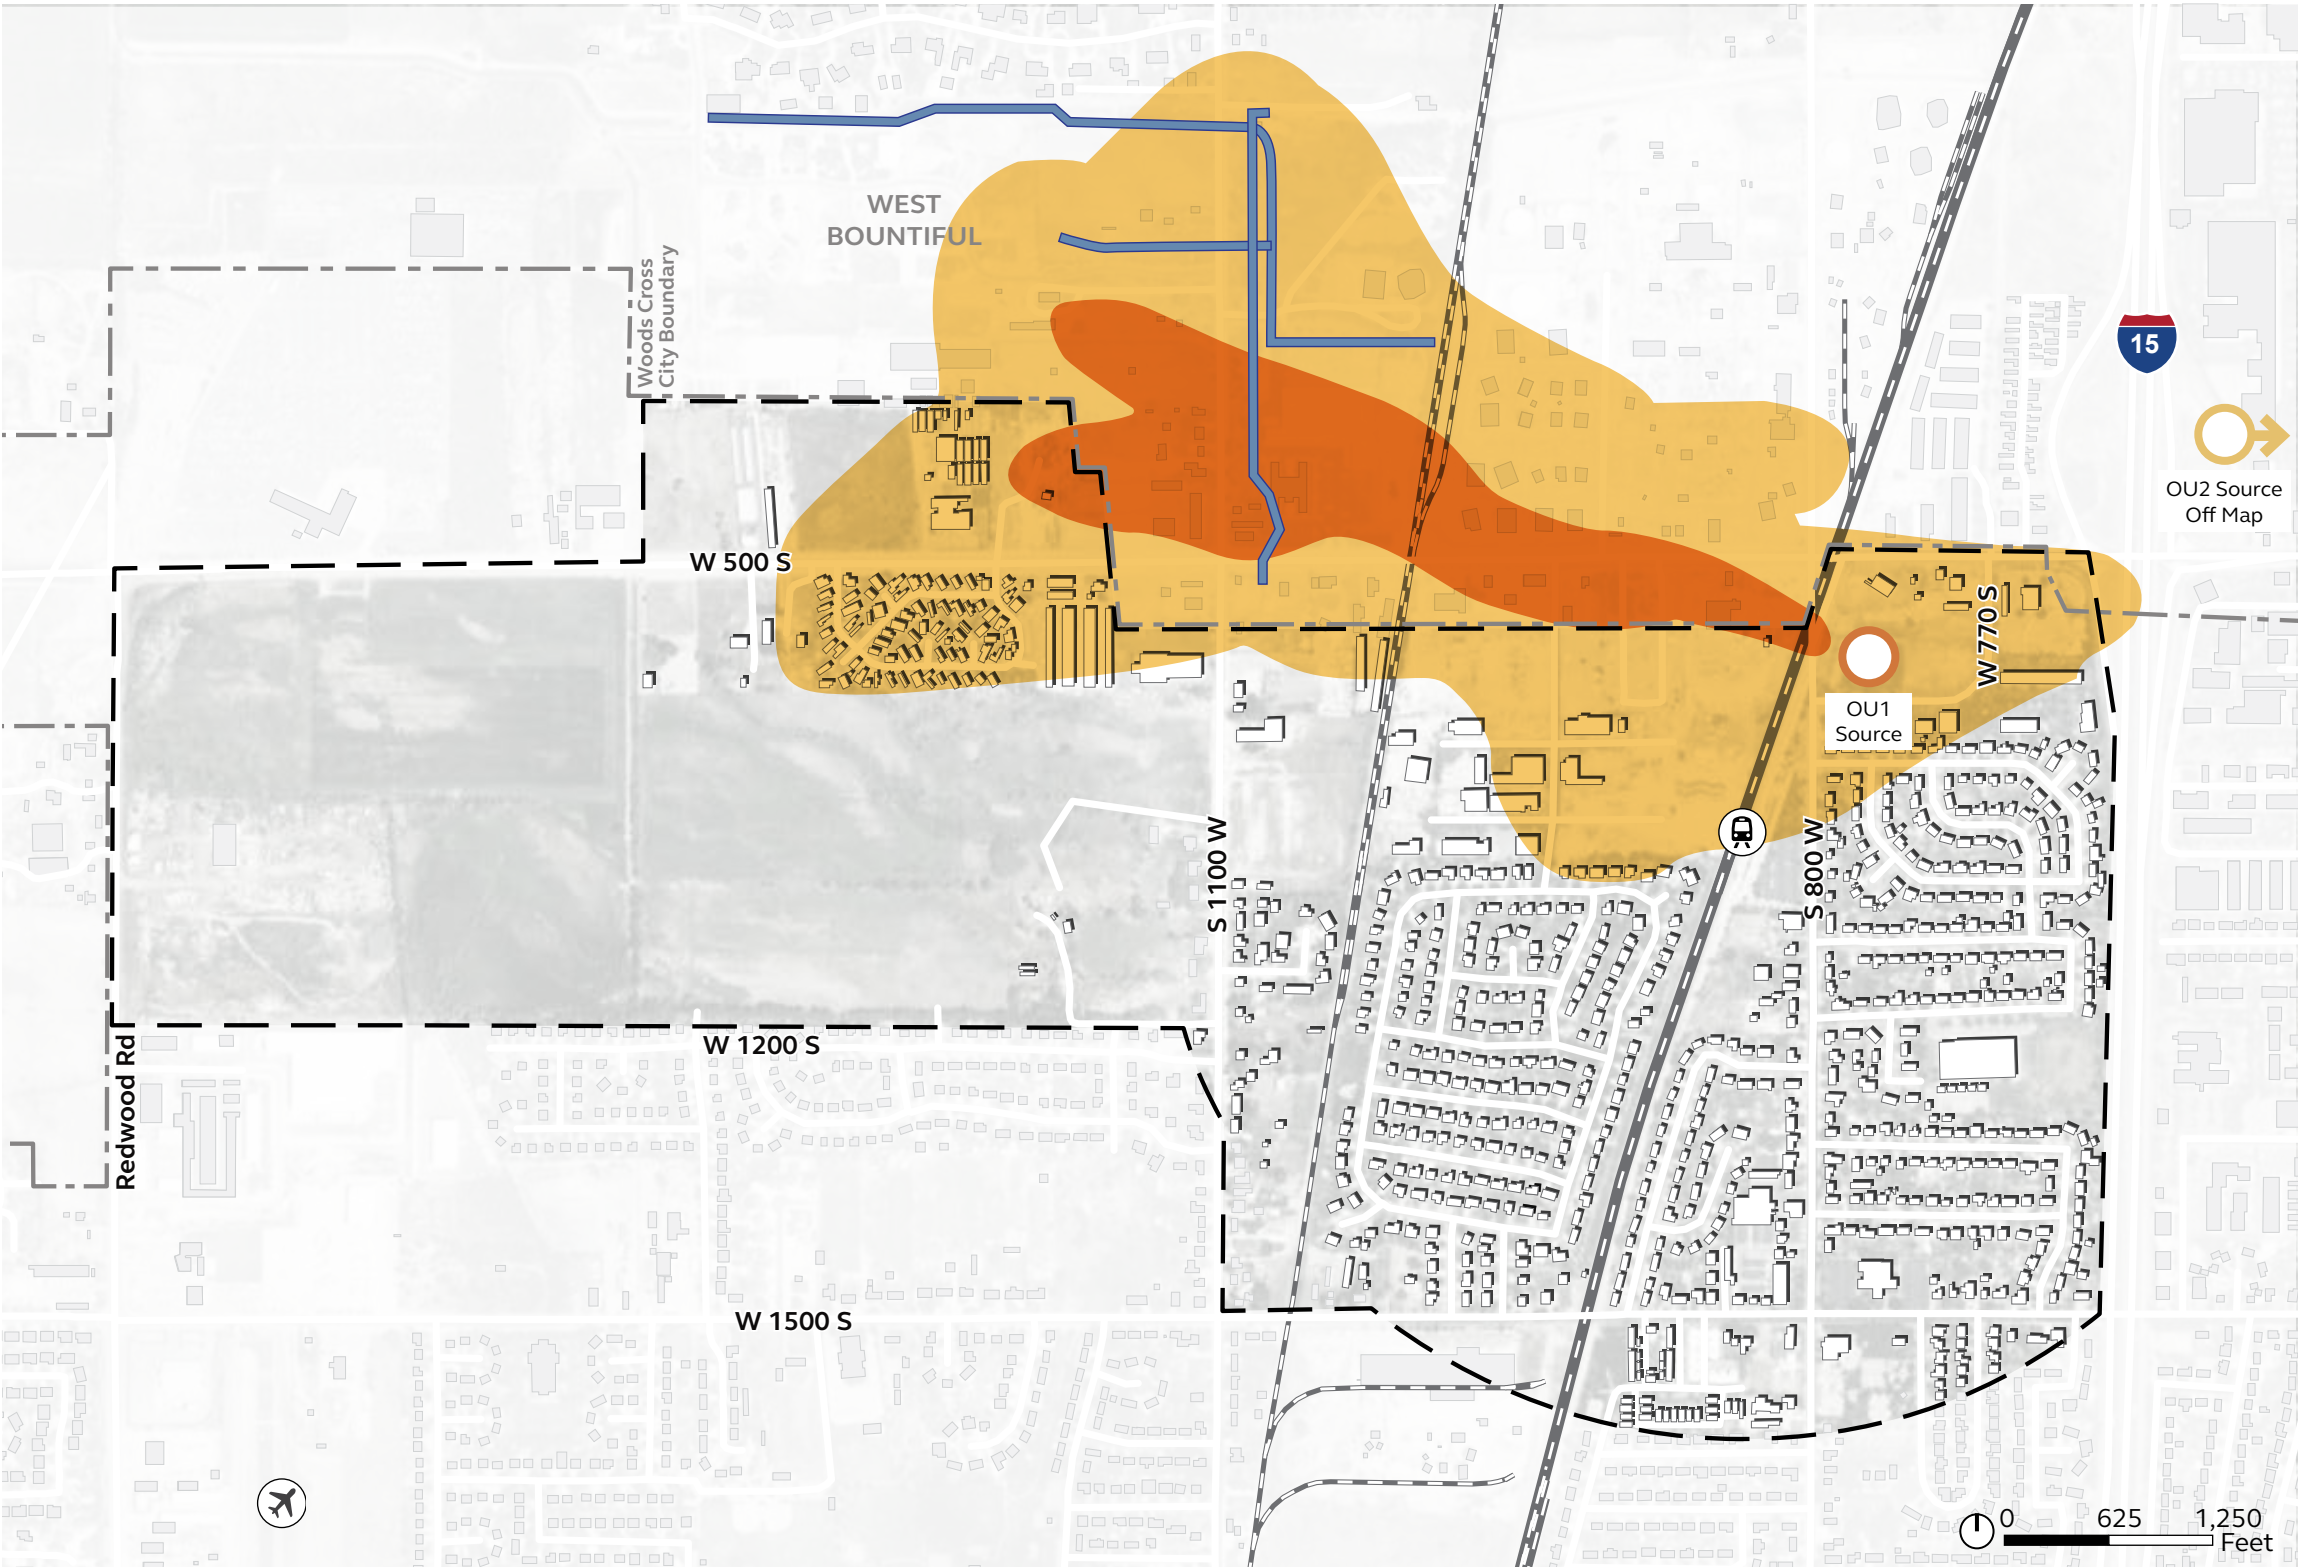 WEST
BOUNTIFUL
Woods Cross
City Boundary
15
OU2 Source
Off Map
W 500 S
W 770 S
OU1
Source
S 1100 W
S 800 W
W 1200 S
Redwood Rd
W 1500 S
0 625 1,250
Feet